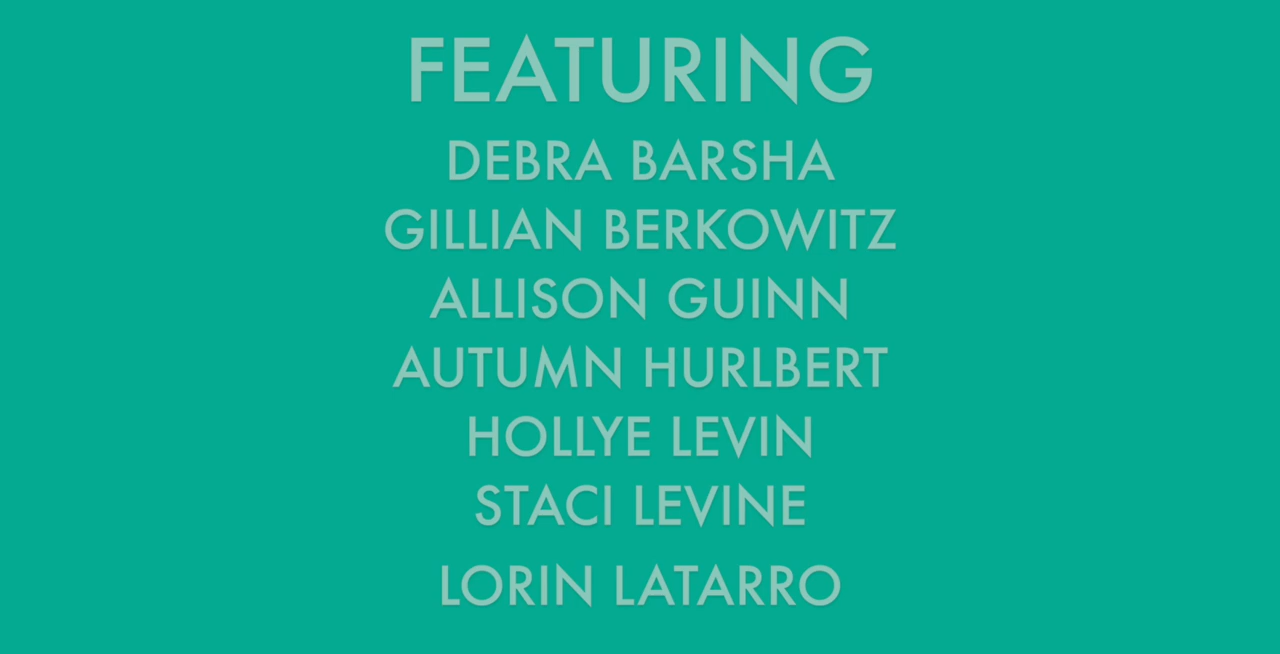 FEATURING
DEBRA BARSHA
GILLIAN BERKOWITZ
ALLISON GUINN
AUTUMN HURLBERT
HOLLYE LEVIN
STACI LEVINE
LORIN LATARRO